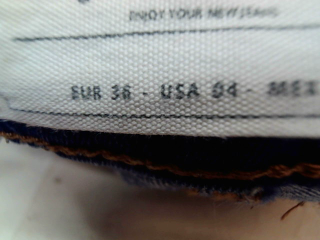 ENJOY YOUR NEW JEANS
EUR 36 - USA 04 - MEX